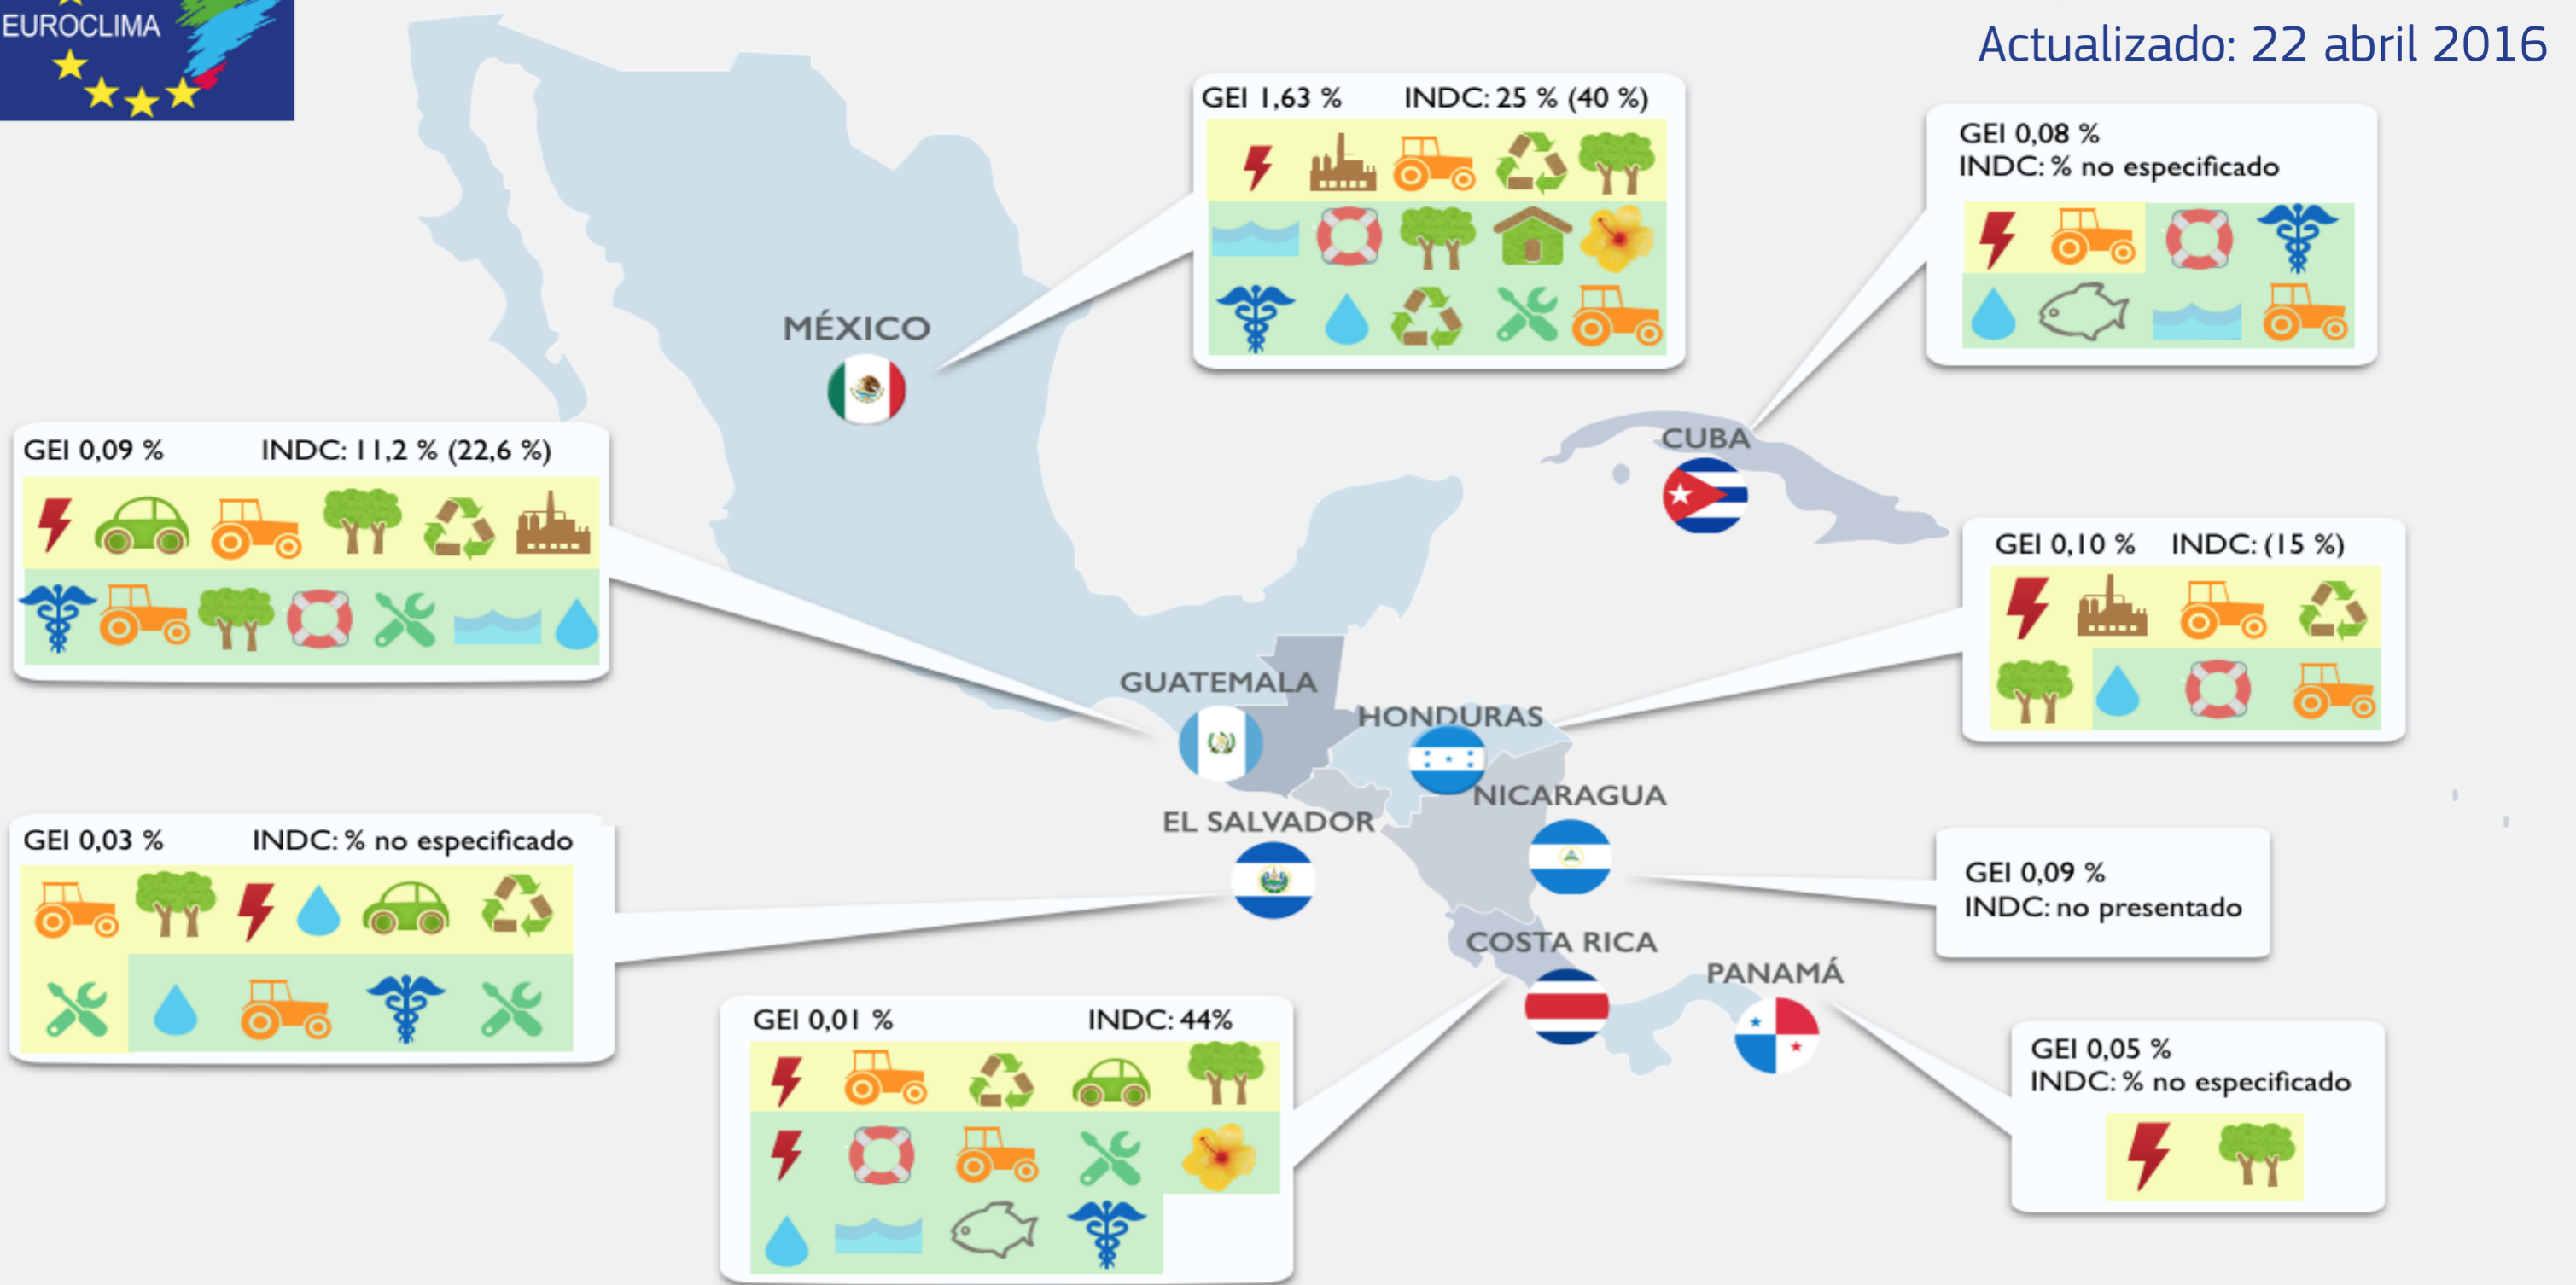 EUROCLIMA
Actualizado: 22 abril 2016
GEI 1,63 % INDC: 25 % (40 %)
GEI 0,08 %
INDC: % no especificado
MÉXICO
CUBA
GEI 0,09 % INDC: 11,2 % (22,6 %)
GEI 0,10 % INDC: (15 %)
GUATEMALA
HONDURAS
NICARAGUA
EL SALVADOR
GEI 0,03 % INDC: % no especificado
GEI 0,09 %
INDC: no presentado
COSTA RICA
PANAMÁ
GEI 0,01 % INDC: 44%
GEI 0,05 %
INDC: % no especificado